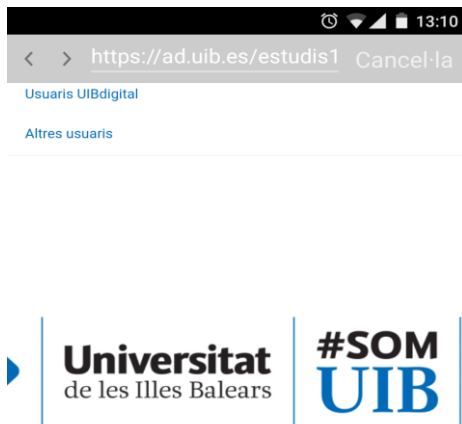 13:10
https://ad.uib.es/estudis1 Cancel·la
Usuaris UIBdigital
Altres usuaris
Universitat
de les Illes Balears
#SOM
UIB